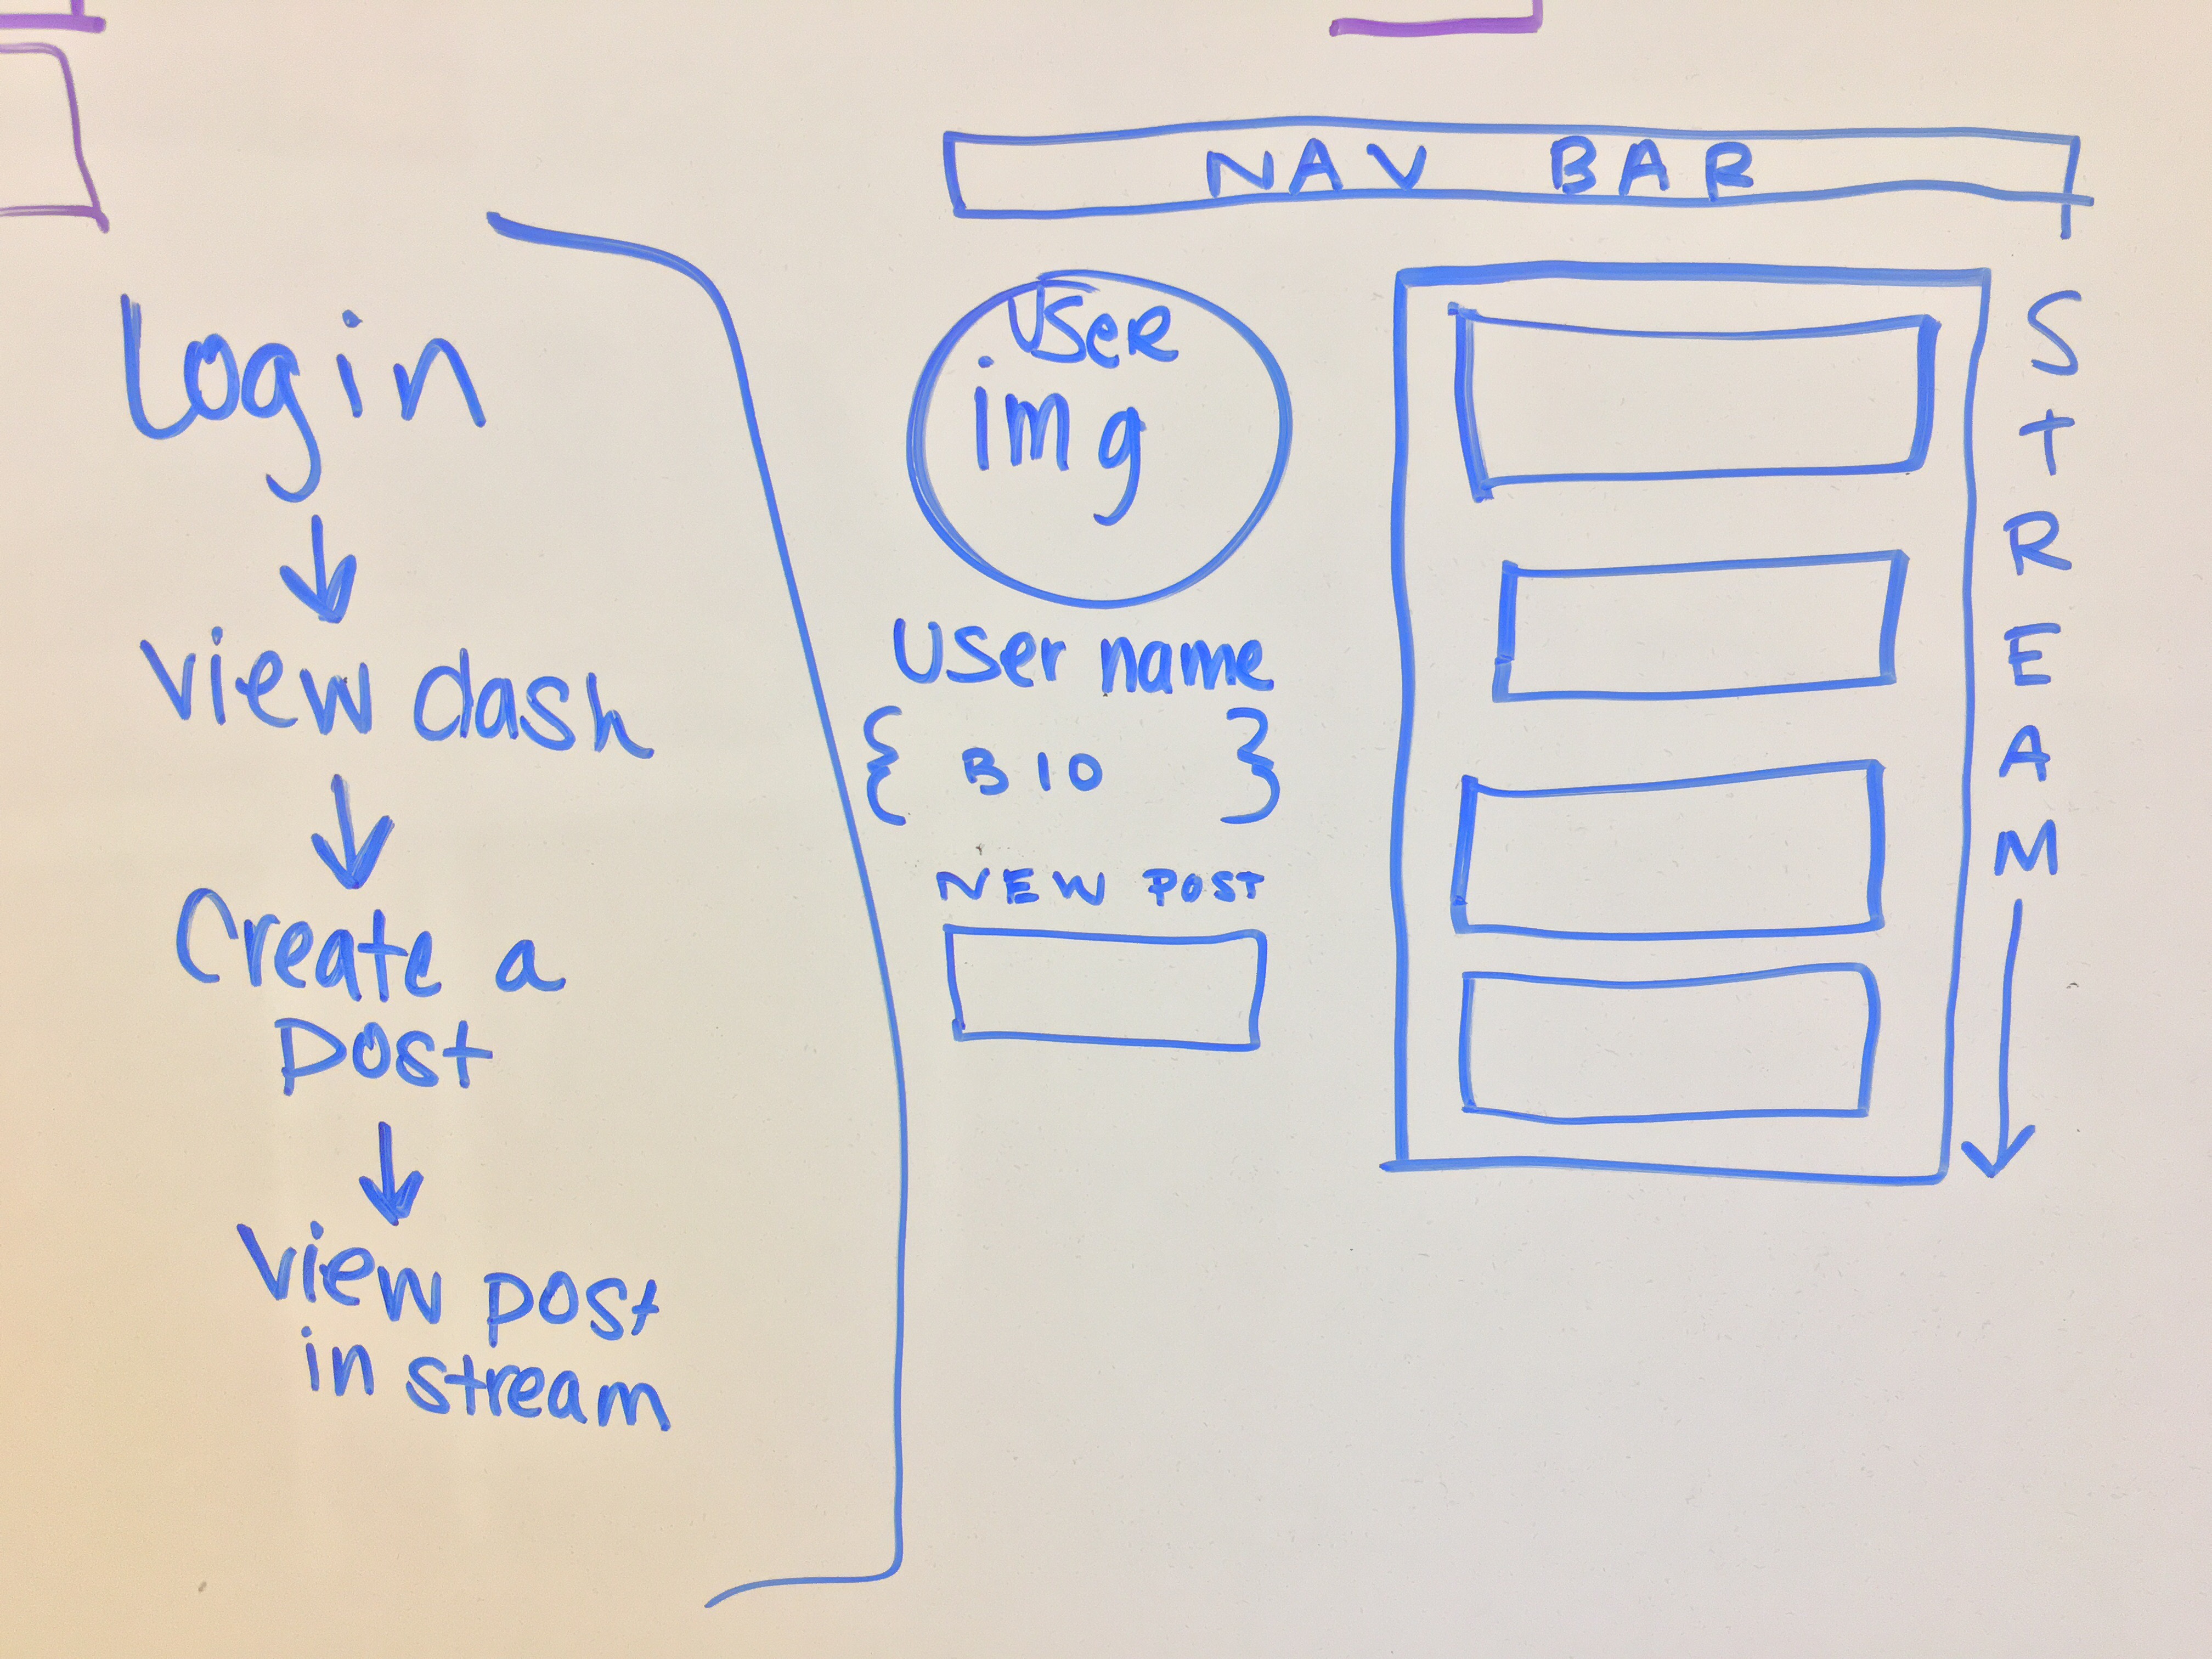 Login
view dash
Create a
post
View post
in stream
NAV BAR
User
img
User name
{ BIO }
NEW POST
STREAM